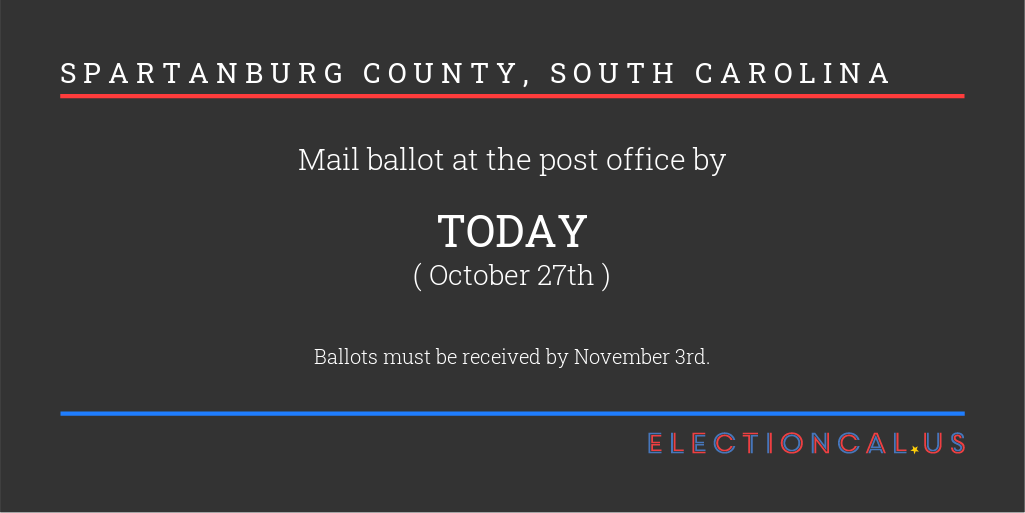 SPARTANBURG COUNTY, SOUTH CAROLINA
Mail ballot at the post office by
TODAY
( October 27th )
Ballots must be received by November 3rd.
ELECTIONCAL.US